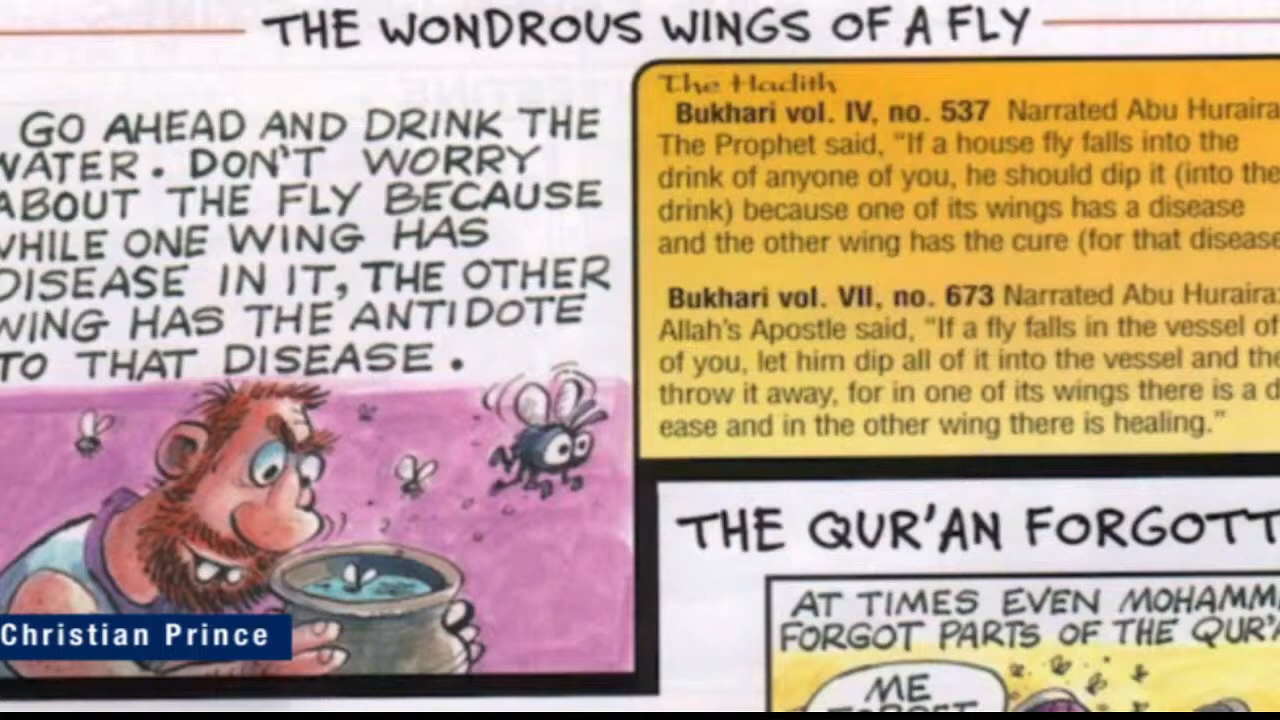 THE WONDROUS WINGS OF A FLY
GO AHEAD AND DRINK THE
WATER. DON'T WORRY
ABOUT THE FLY BECAUSE
WHILE ONE WING HAS
DISEASE IN IT, THE OTHER
WING HAS THE ANTIDOTE
TO THAT DISEASE.
The Hadith
Bukhari vol. IV, no. 537 Narrated Abu Huraira
The Prophet said, "If a house fly falls into the
drink of anyone of you, he should dip it (into the
drink) because one of its wings has a disease
and the other wing has the cure (for that disease
Bukhari vol. VII, no. 673 Narrated Abu Huraira:
Allah's Apostle said, "If a fly falls in the vessel of
of you, let him dip all of it into the vessel and the
throw it away, for in one of its wings there is a d
ease and in the other wing there is healing."
THE QUR'AN FORGOTT
AT TIMES EVEN MOHAMM
FORGOT PARTS OF THE QUR'A
ME
FORGET
Christian Prince